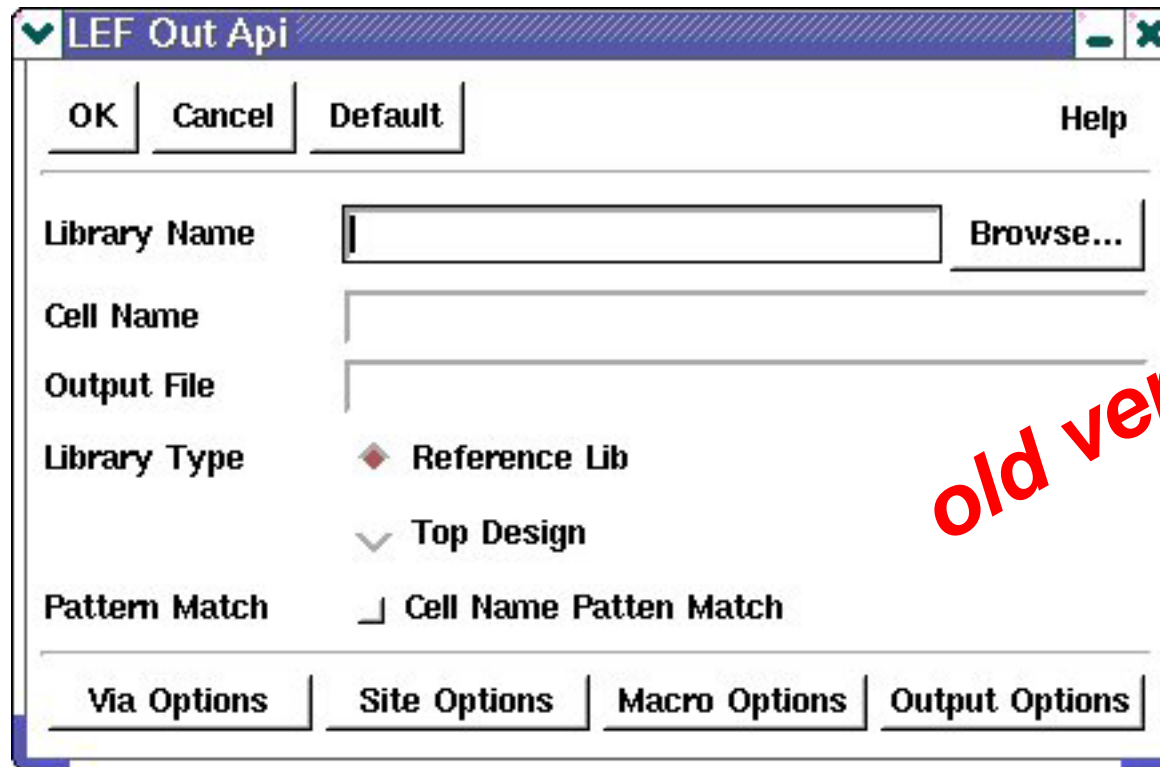 LEF Out Api
OK Cancel Default Help
Library Name Browse...
Cell Name
Output File
Library Type Reference Lib
Top Design
Pattern Match Cell Name Patten Match
Via Options Site Options Macro Options Output Options
old